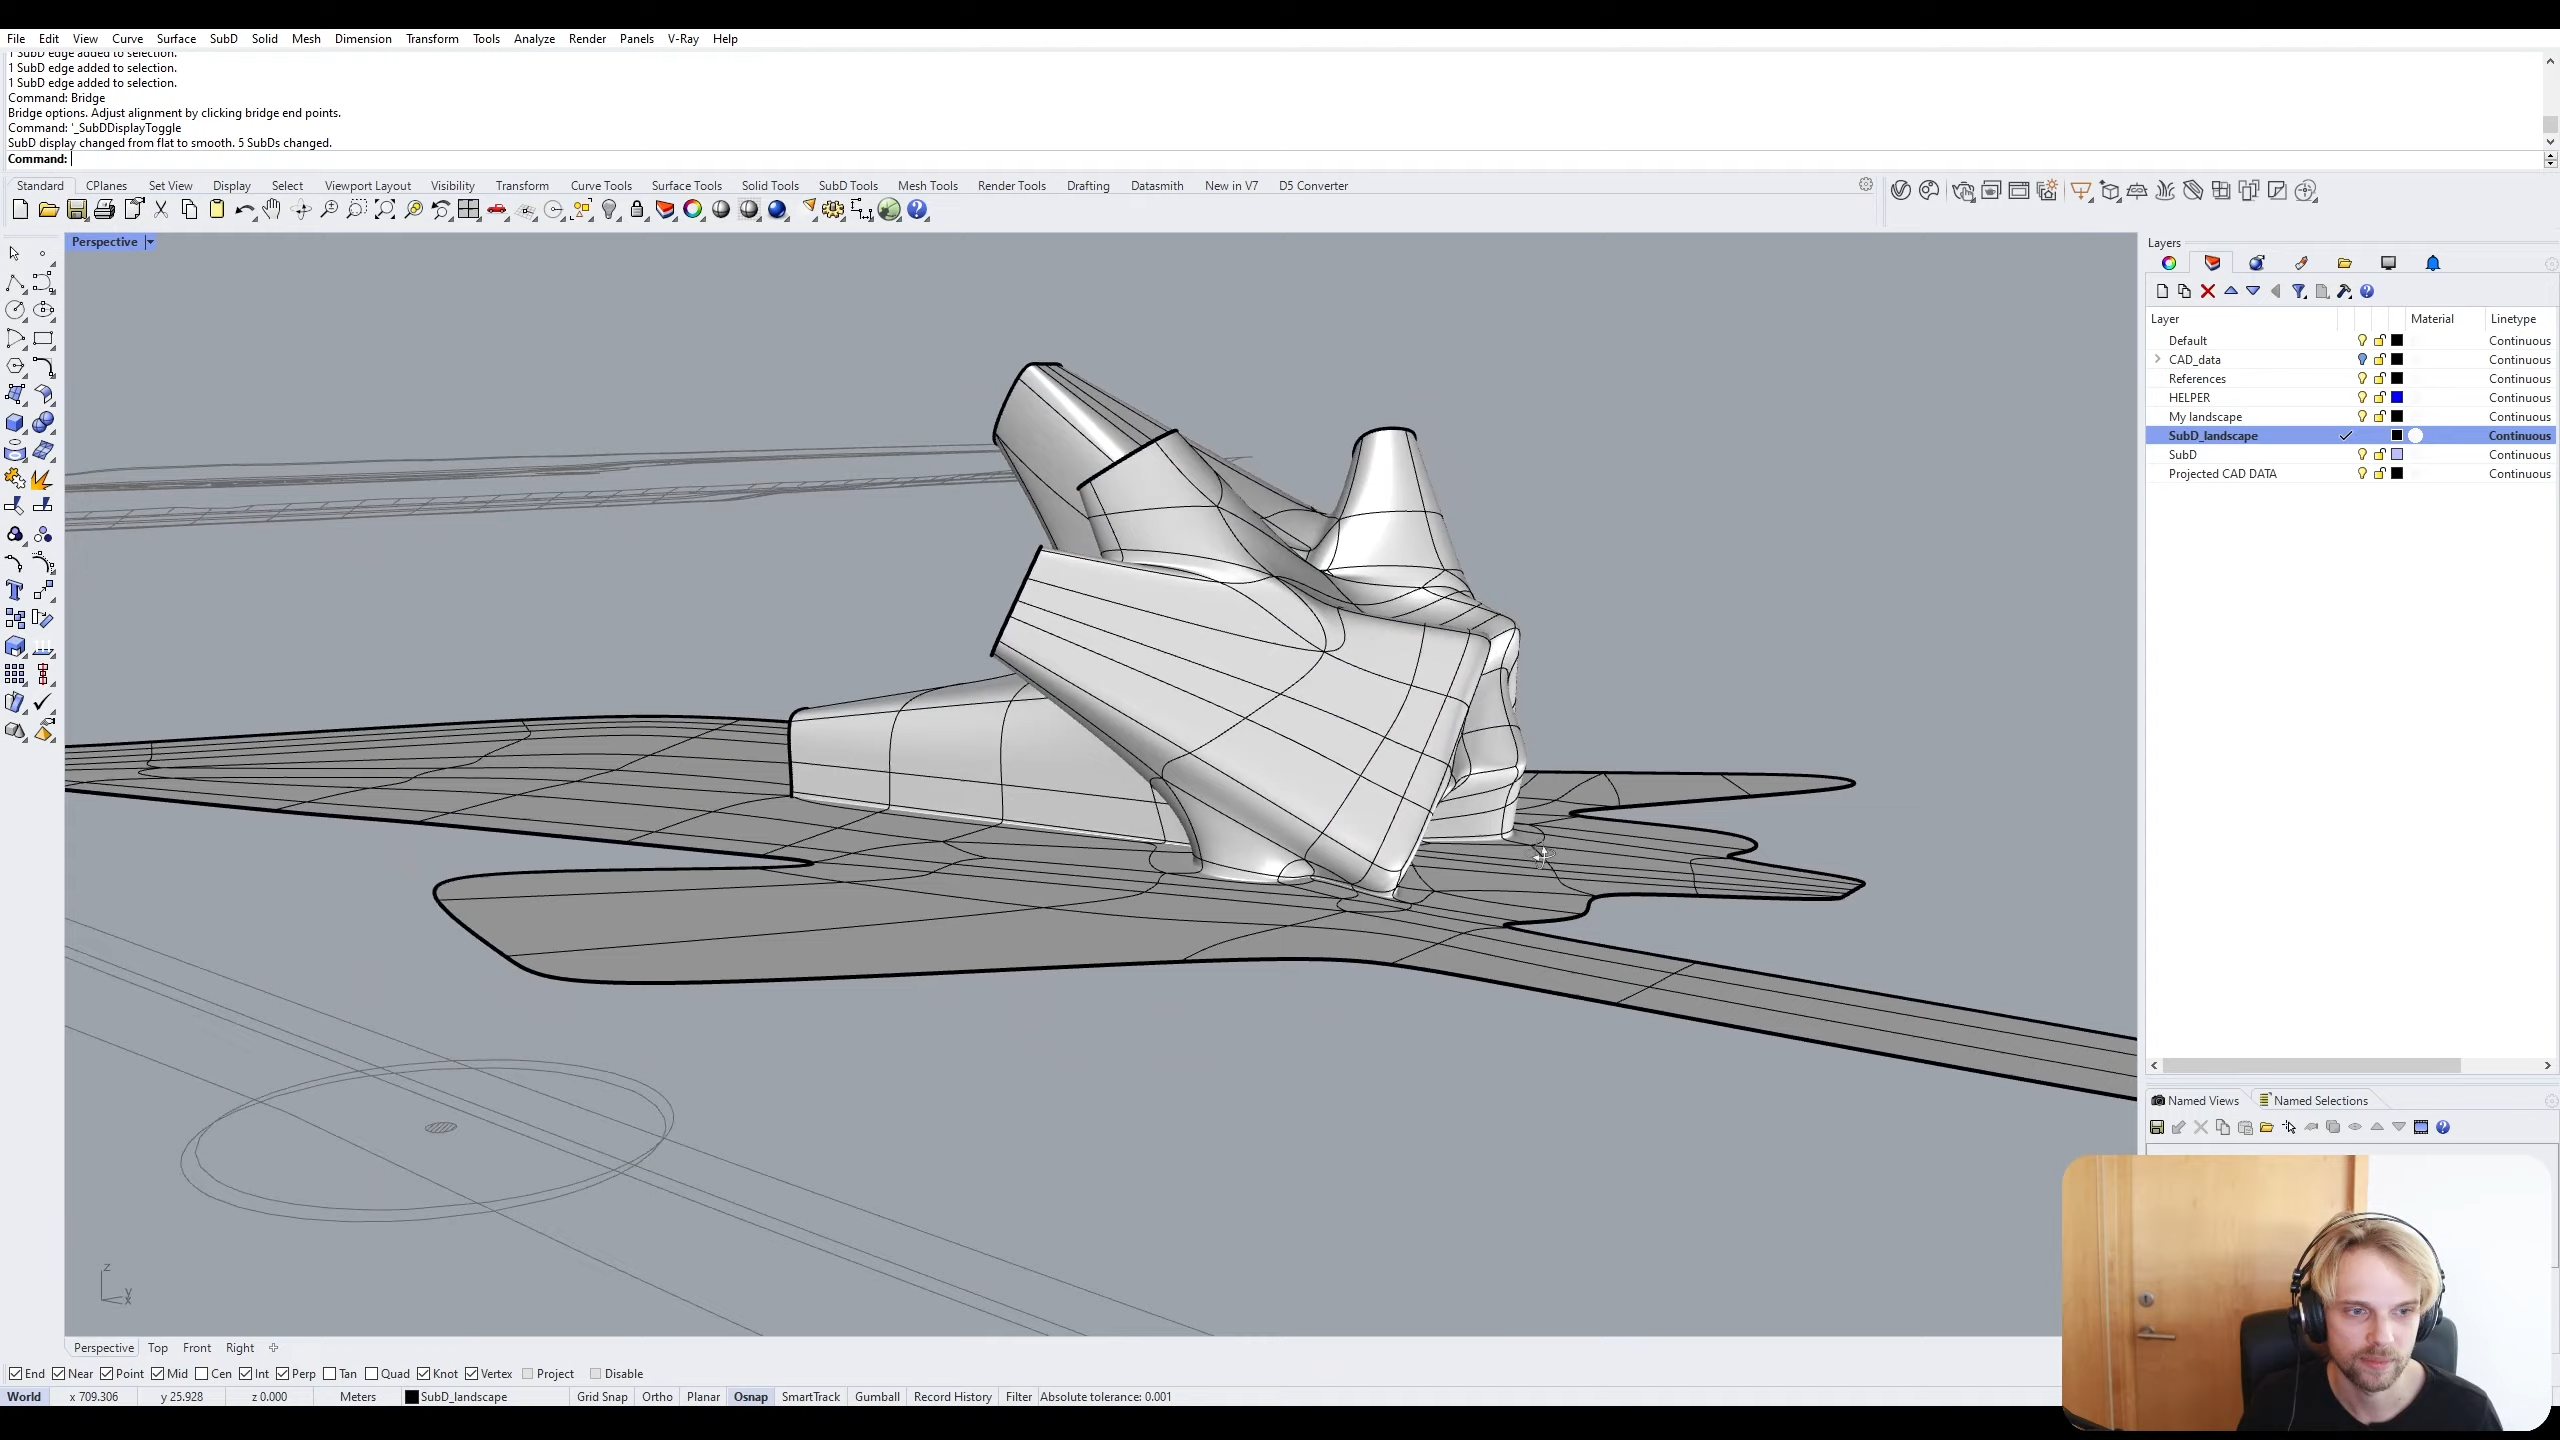 File Edit View Curve Surface SubD Solid Mesh Dimension Transform Tools Analyze Render Panels V-Ray Help
1 SubD edge added to selection.
1 SubD edge added to selection.
1 SubD edge added to selection.
Command: Bridge
Bridge options. Adjust alignment by clicking bridge end points.
Command: '_SubDDisplayToggle
SubD display changed from flat to smooth. 5 SubDs changed.
Command:
Standard CPlanes Set View Display Select Viewport Layout Visibility Transform Curve Tools Surface Tools Solid Tools SubD Tools Mesh Tools Render Tools Drafting Datasmith New in V7 D5 Converter
Perspective
Layers
Layer Material Linetype
Default Continuous
CAD_data Continuous
References Continuous
HELPER Continuous
My landscape Continuous
SubD_landscape Continuous
SubD Continuous
Projected CAD DATA Continuous
Named Views Named Selections
z
y
x
Perspective Top Front Right
End Near Point Mid Cen Int Perp Tan Quad Knot Vertex Project Disable
World x 709.306 y 25.928 z 0.000 Meters SubD_landscape Grid Snap Ortho Planar Osnap SmartTrack Gumball Record History Filter Absolute tolerance: 0.001